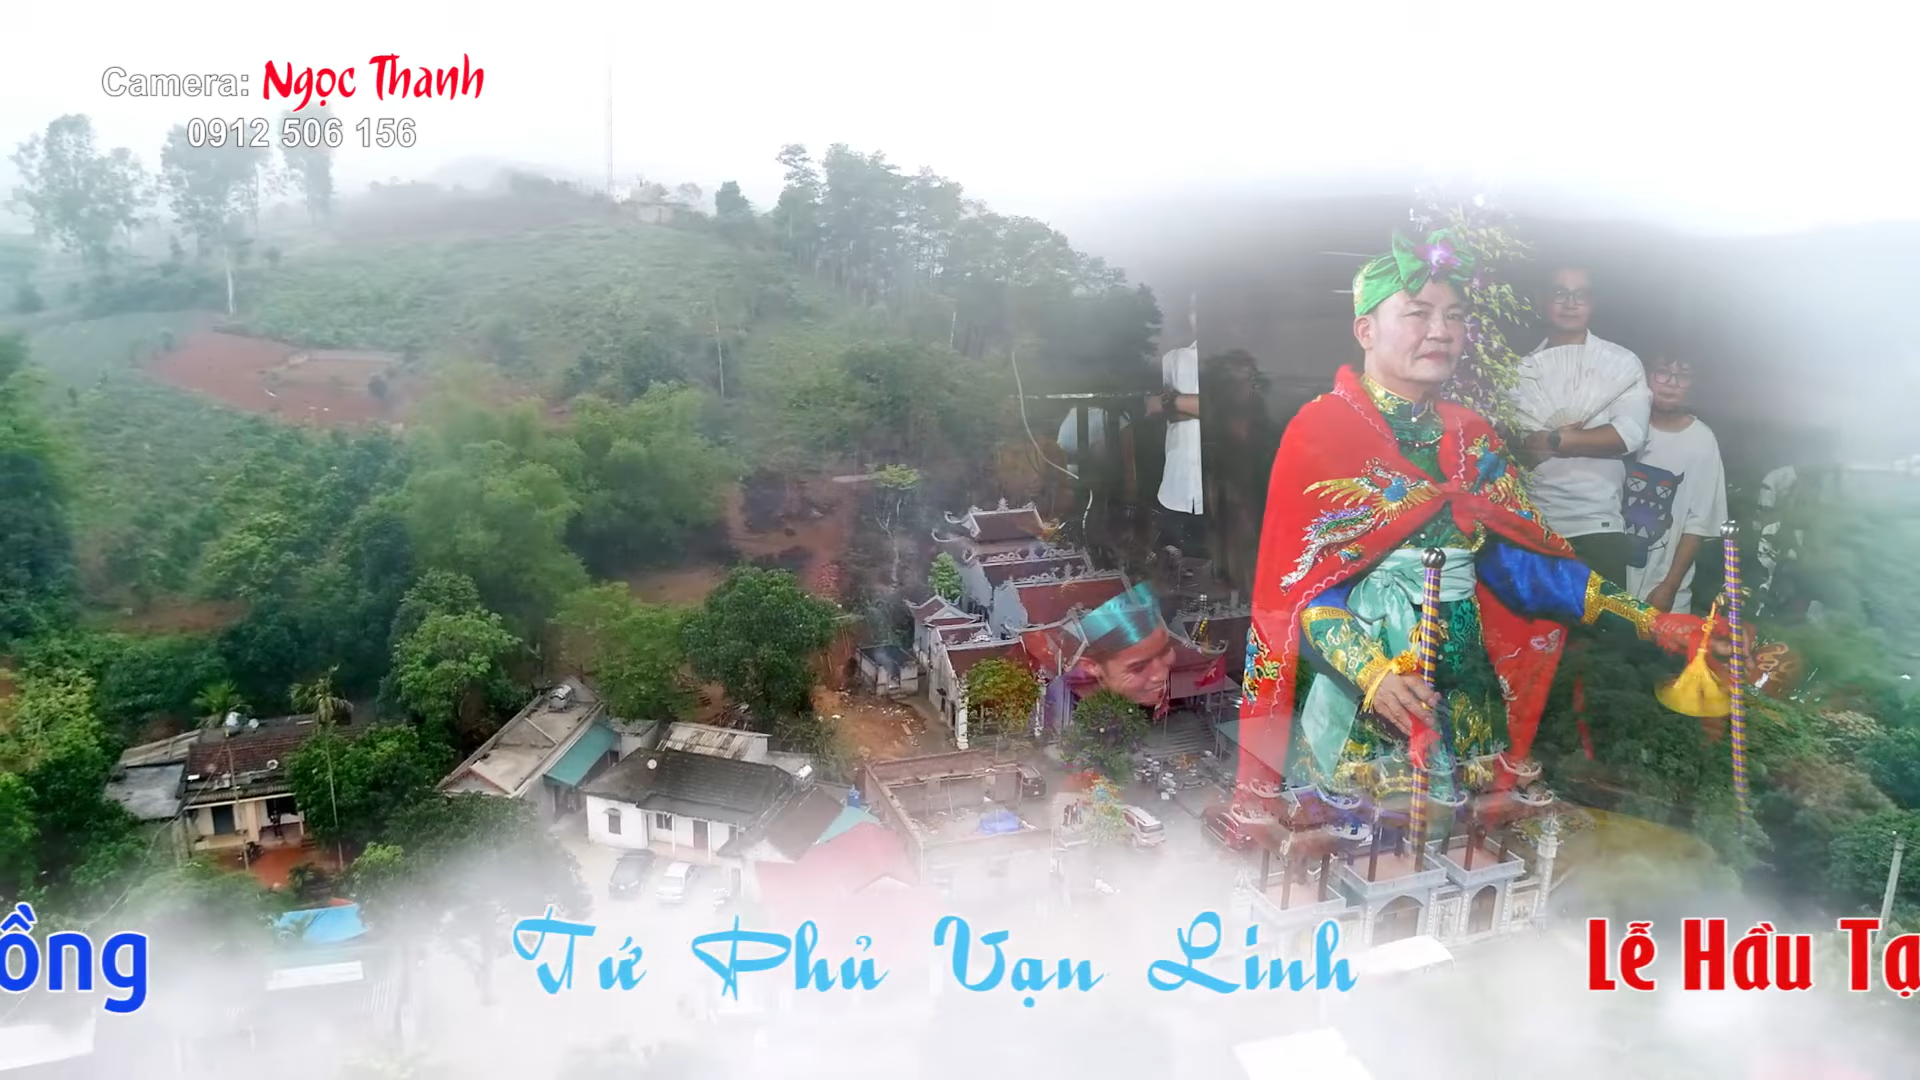 Camera: Ngọc Thanh
0912 506 156
ồng Tứ Phủ Vạn Linh Lễ Hầu Tạ